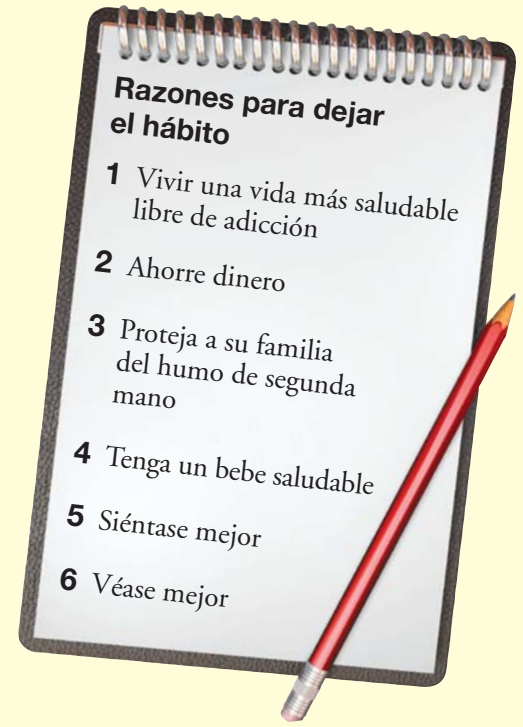 Razones para dejar
el hábito
1 Vivir una vida más saludable
libre de adicción
2 Ahorre dinero
3 Proteja a su familia
del humo de segunda
mano
4 Tenga un bebe saludable
5 Siéntase mejor
6 Véase mejor